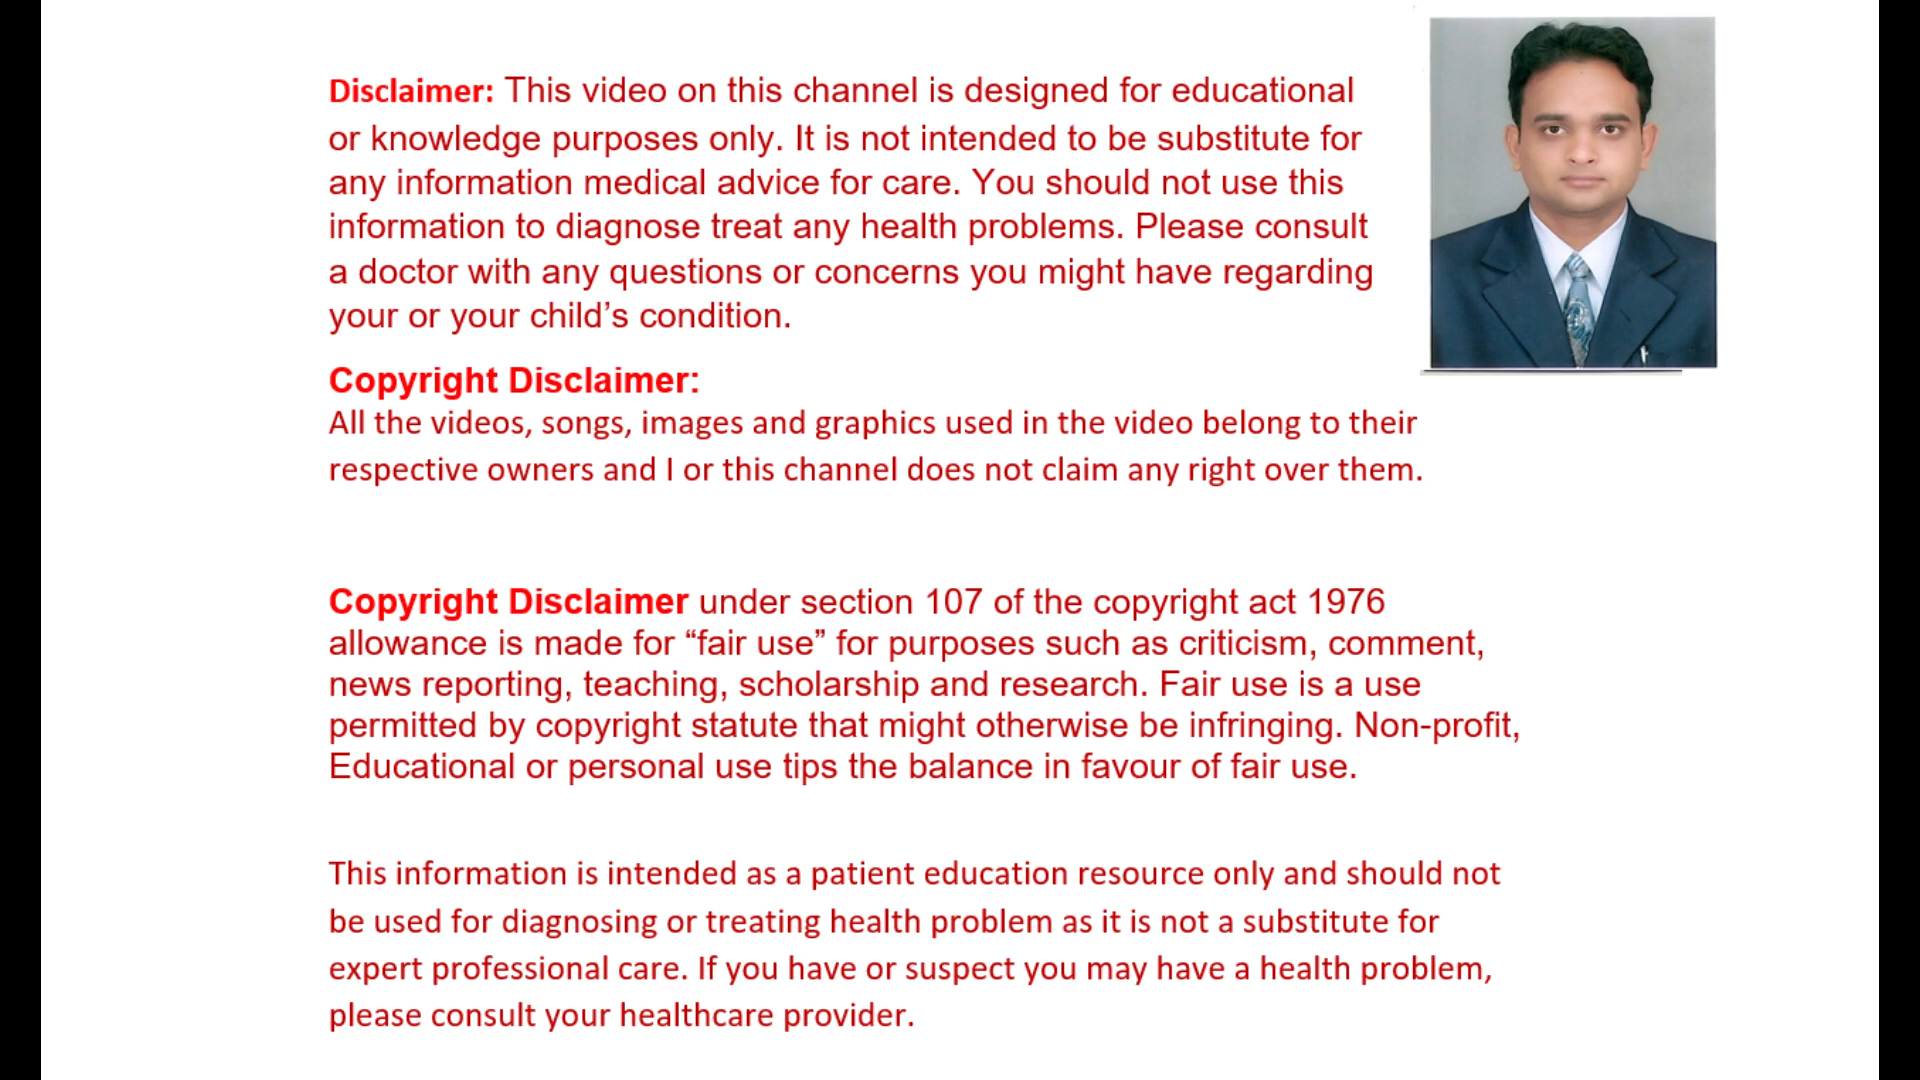 Disclaimer: This video on this channel is designed for educational
or knowledge purposes only. It is not intended to be substitute for
any information medical advice for care. You should not use this
information to diagnose treat any health problems. Please consult
a doctor with any questions or concerns you might have regarding
your or your child’s condition.
Copyright Disclaimer:
All the videos, songs, images and graphics used in the video belong to their
respective owners and I or this channel does not claim any right over them.
Copyright Disclaimer under section 107 of the copyright act 1976
allowance is made for “fair use” for purposes such as criticism, comment,
news reporting, teaching, scholarship and research. Fair use is a use
permitted by copyright statute that might otherwise be infringing. Non-profit,
Educational or personal use tips the balance in favour of fair use.
This information is intended as a patient education resource only and should not
be used for diagnosing or treating health problem as it is not a substitute for
expert professional care. If you have or suspect you may have a health problem,
please consult your healthcare provider.